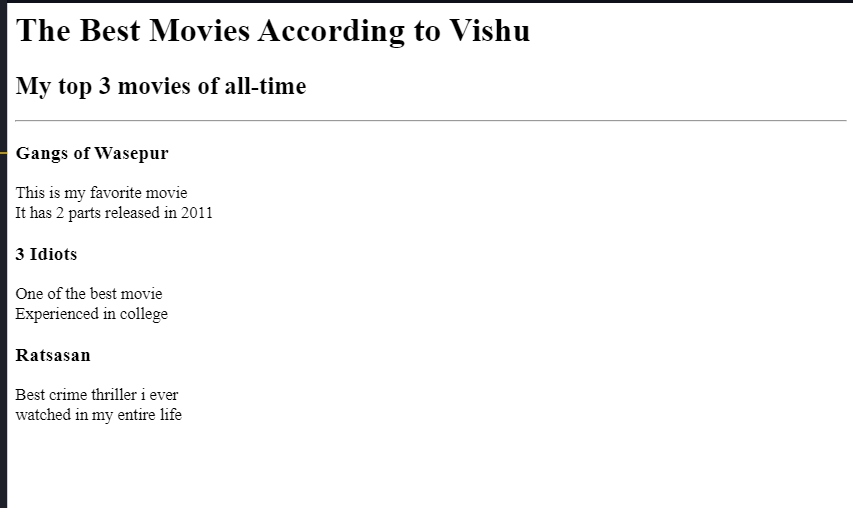 The Best Movies According to Vishu
My top 3 movies of all-time
Gangs of Wasepur
This is my favorite movie
It has 2 parts released in 2011
3 Idiots
One of the best movie
Experienced in college
Ratsasan
Best crime thriller i ever
watched in my entire life